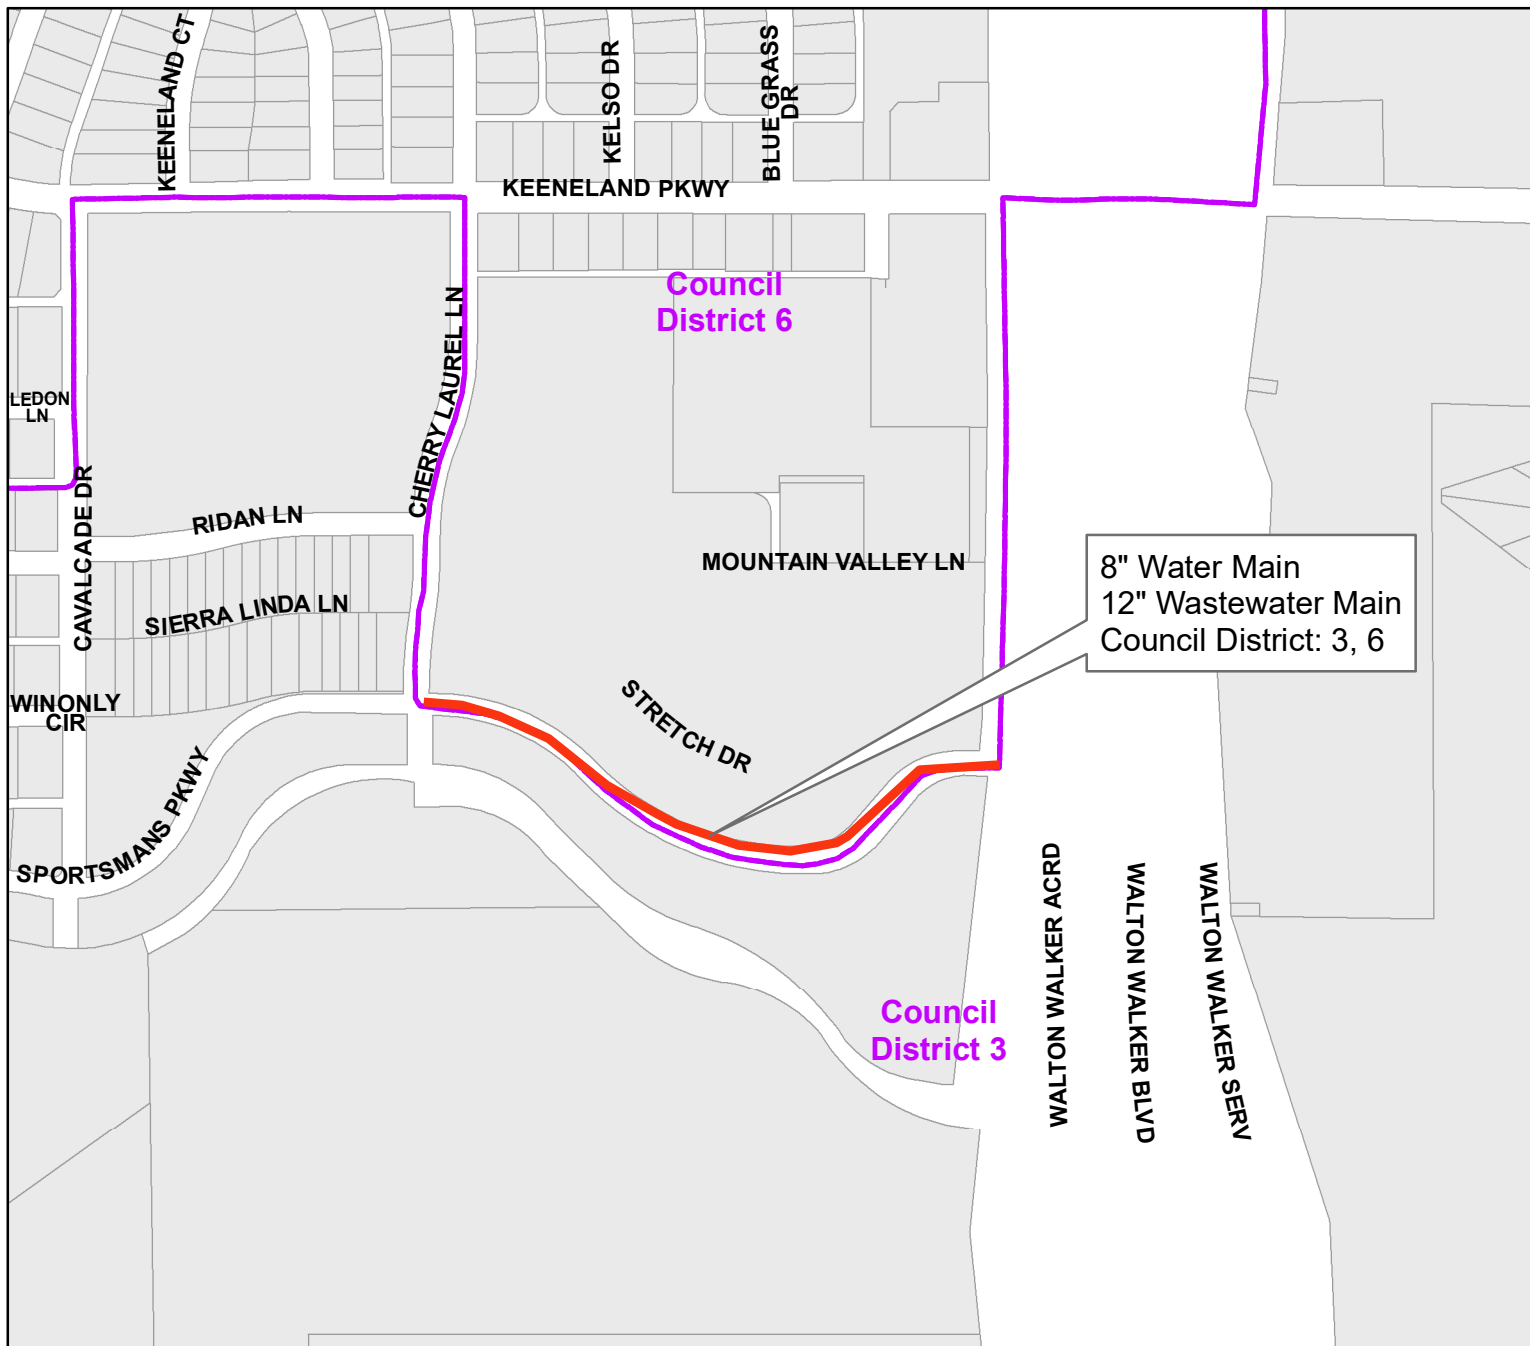 KEENELAND CT
KELSO DR
BLUEGRASS
DR
KEENELAND PKWY
Council
District 6
CHERRY LAUREL LN
LEDON
LN
CAVALCADE DR
RIDAN LN
MOUNTAIN VALLEY LN
8" Water Main
12" Wastewater Main
Council District: 3, 6
SIERRA LINDA LN
WINONLY
CIR
STRETCH DR
SPORTSMANS PKWY
WALTON WALKER ACRD
WALTON WALKER BLVD
WALTON WALKER SERV
Council
District 3